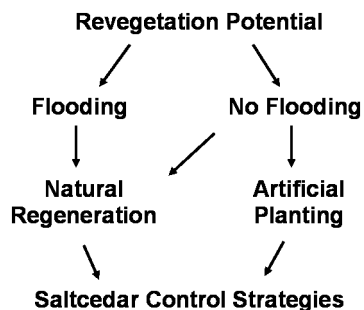 Revegetation Potential
Flooding No Flooding
Natural Artificial
Regeneration Planting
Saltcedar Control Strategies